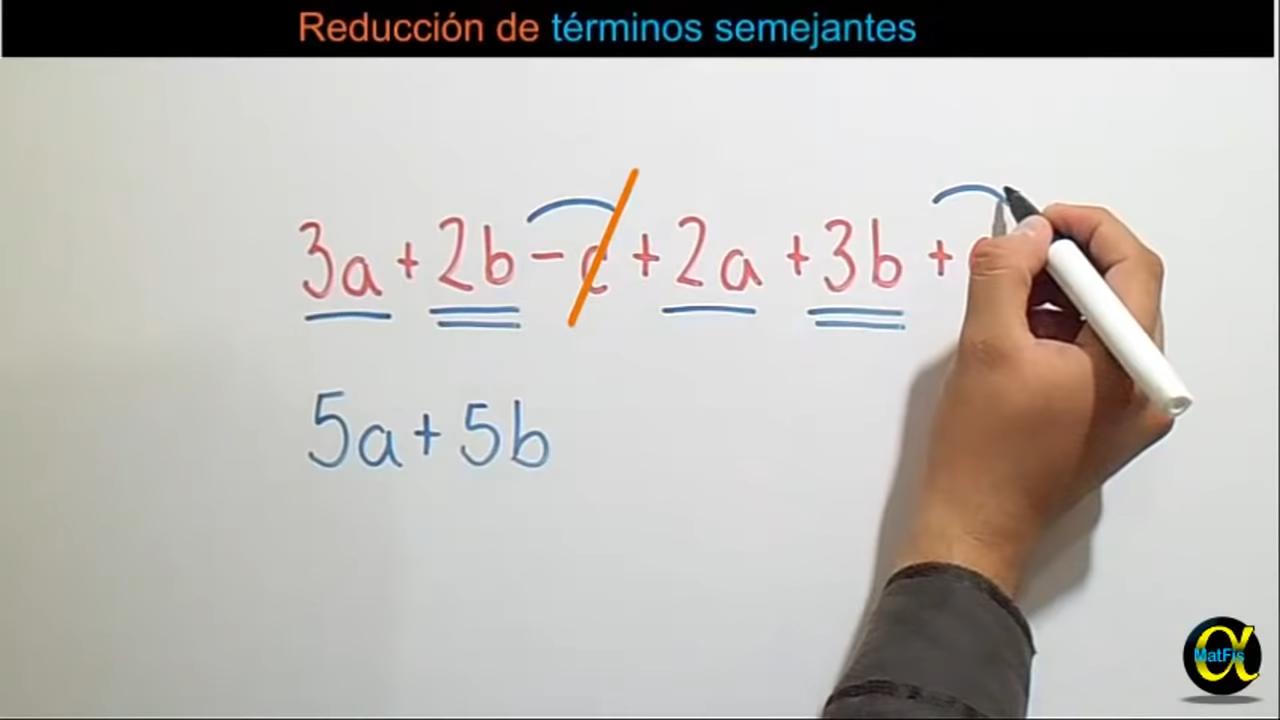 Reducción de términos semejantes
3a + 2b - c + 2a + 3b +
5a + 5b
MatFis